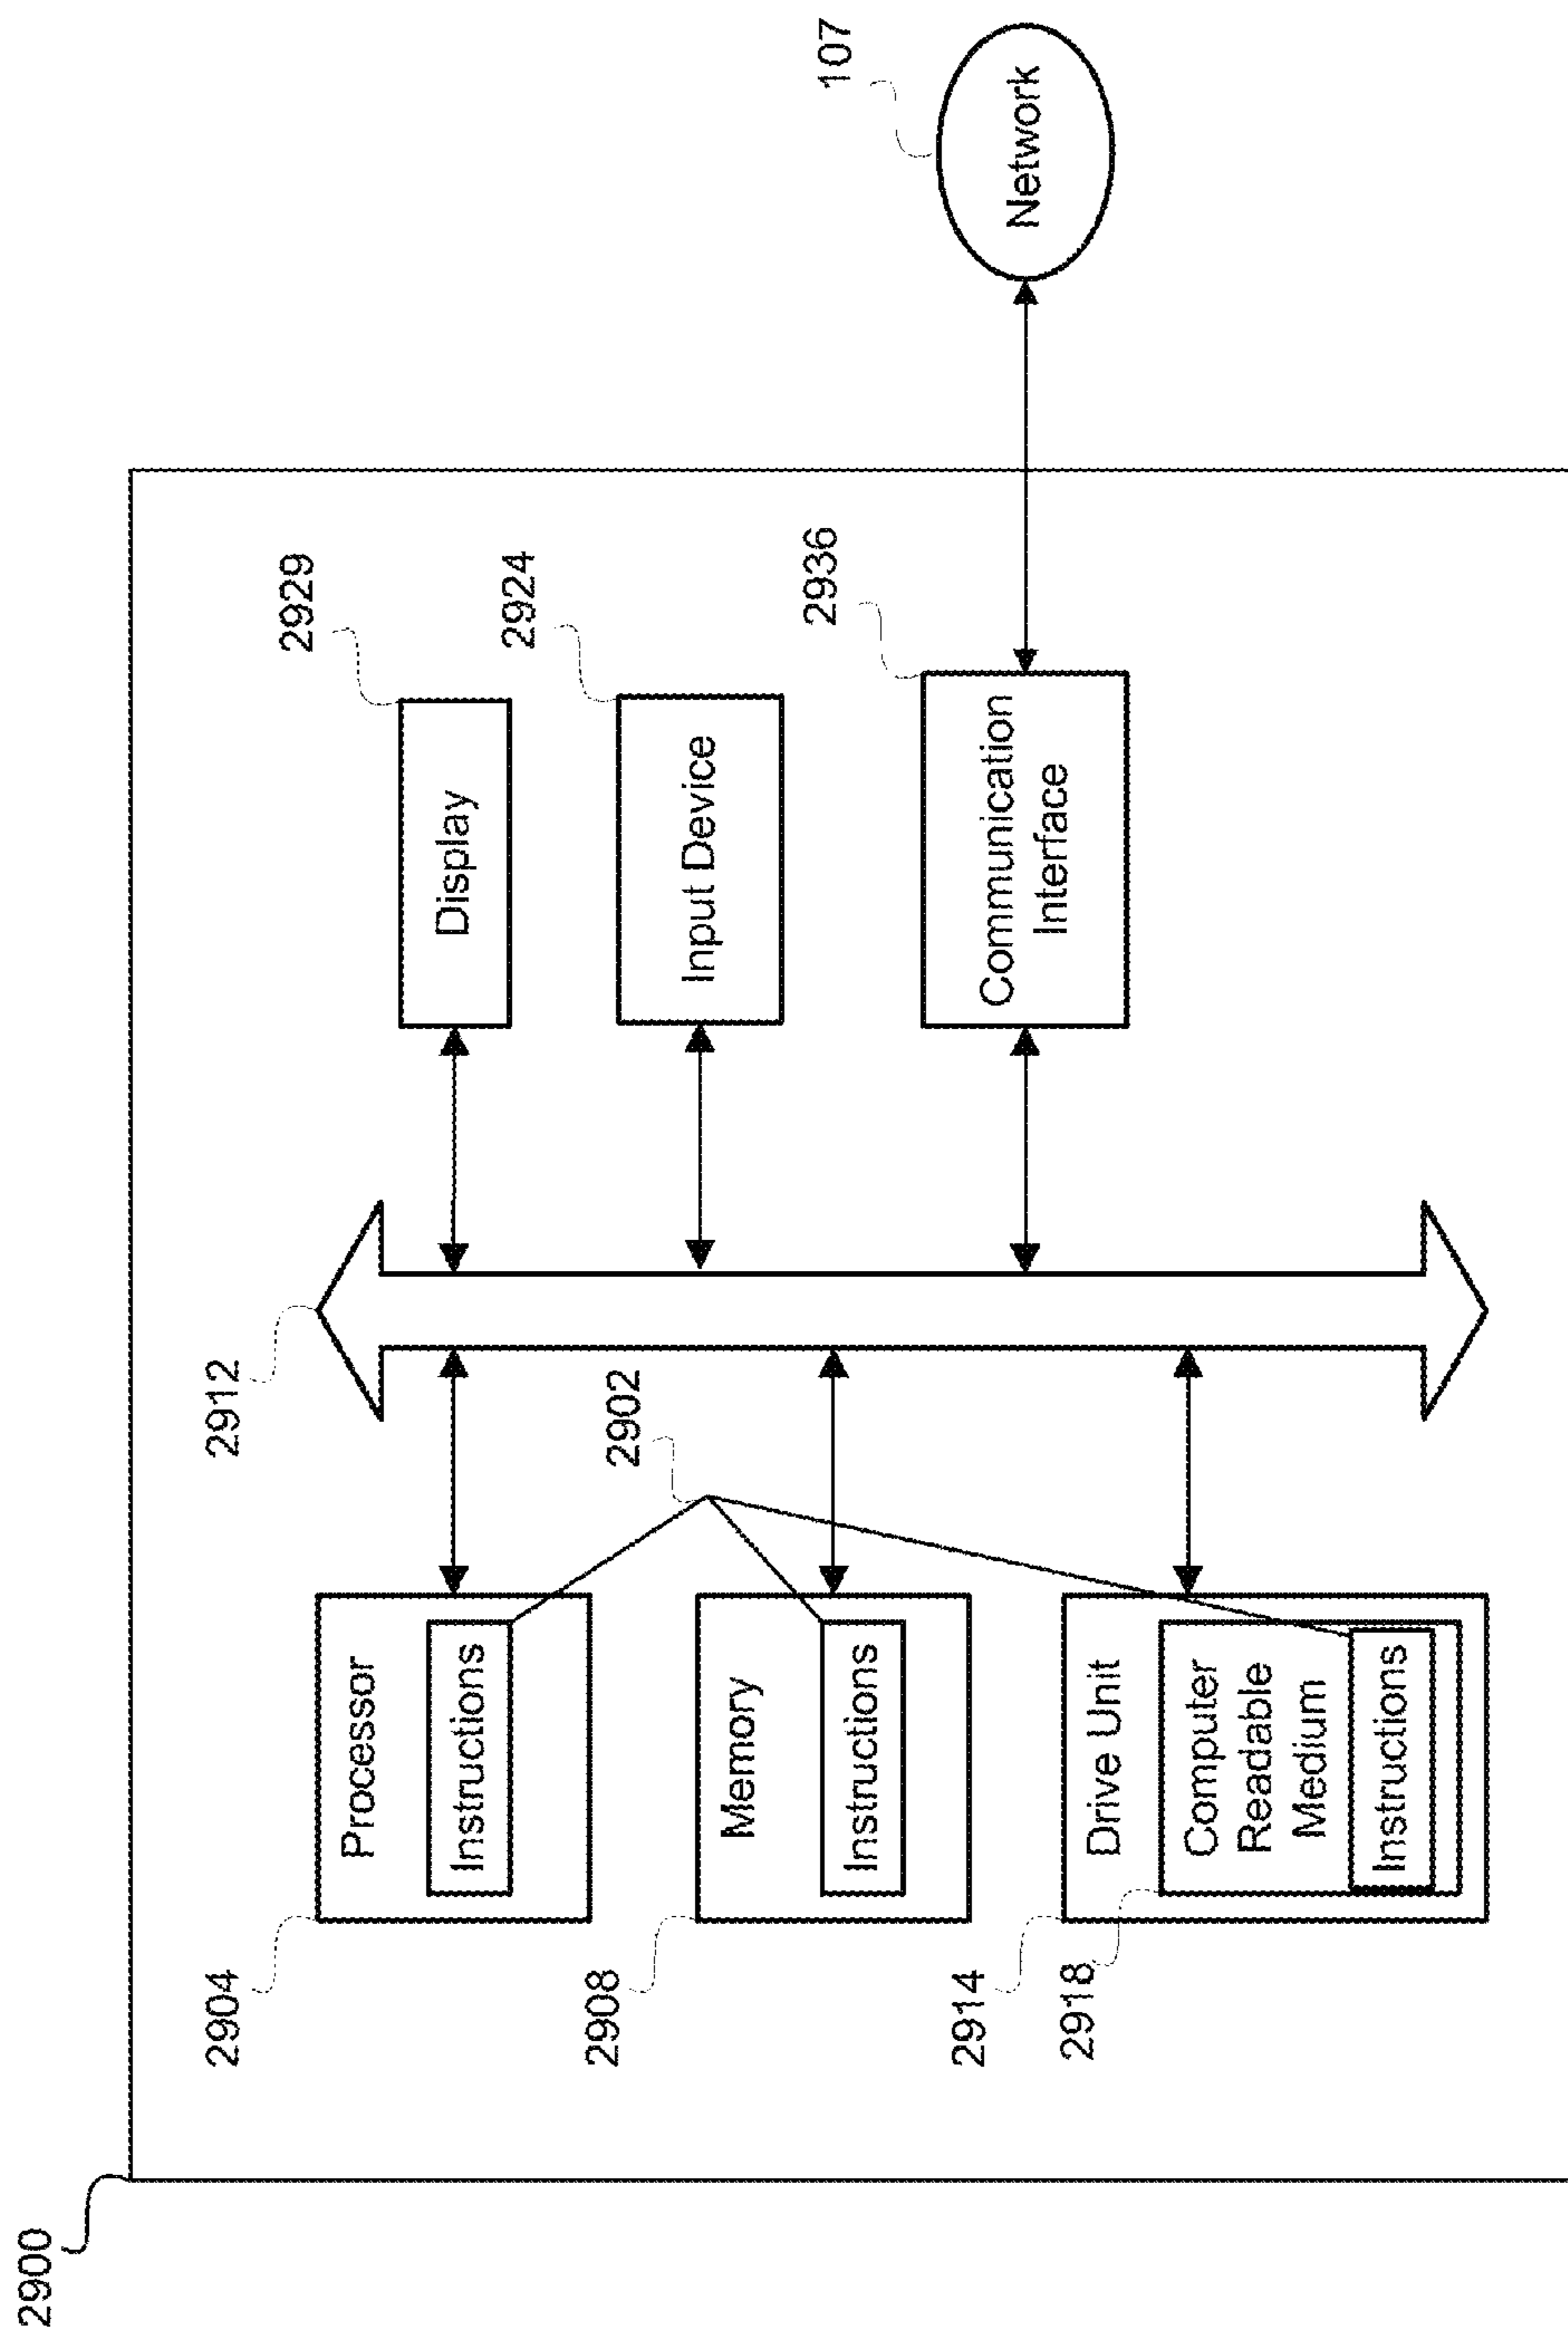 2900
2904
Processor
Instructions
2908
Memory
Instructions
2914
2918
Drive Unit
Computer
Readable
Medium
Instructions
2912
2902
2929
Display
2924
Input Device
2936
Communication
Interface
107
Network